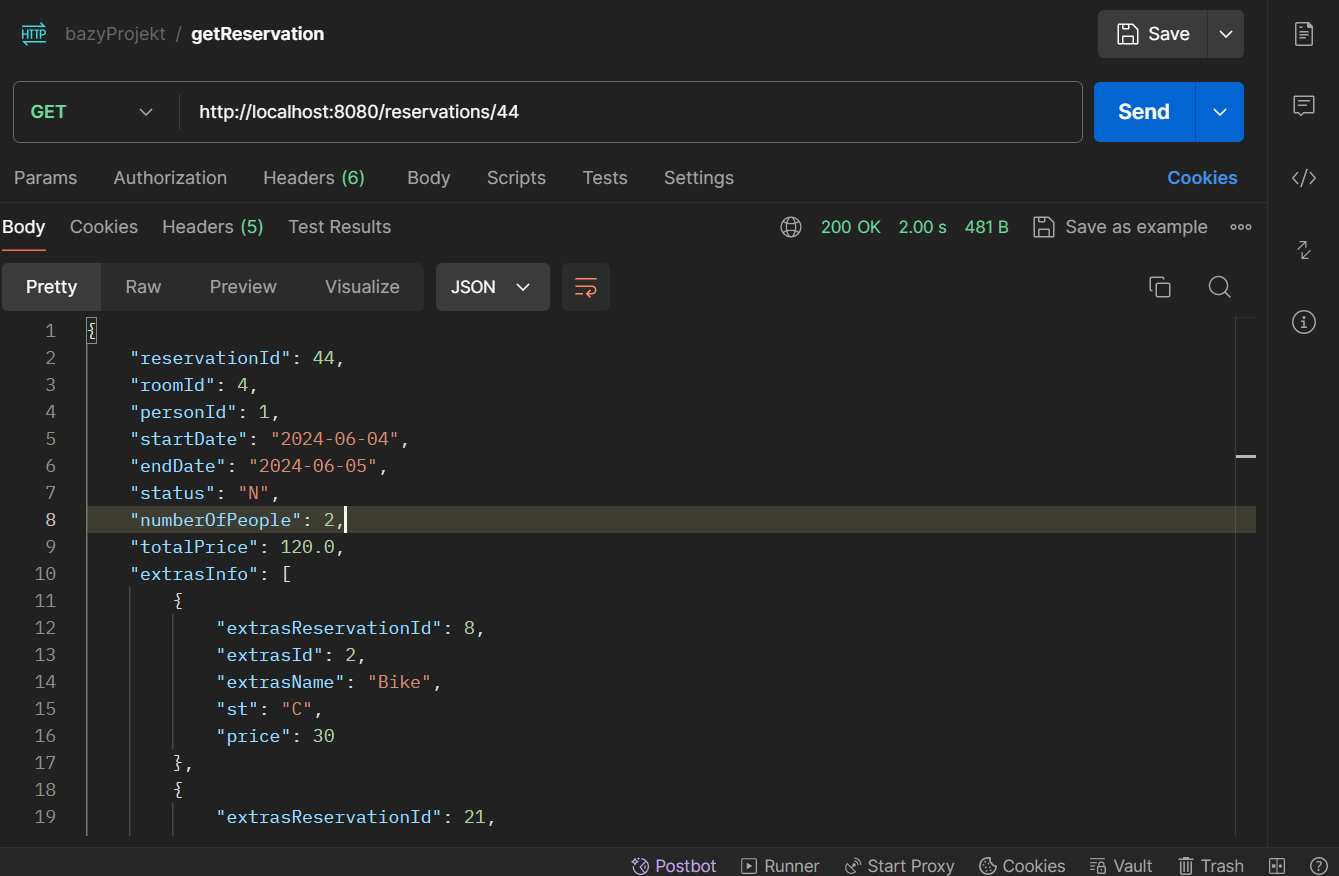 HTTP bazyProjekt / getReservation Save
GET http://localhost:8080/reservations/44 Send
Params Authorization Headers (6) Body Scripts Tests Settings Cookies
Body Cookies Headers (5) Test Results 200 OK 2.00 s 481 B Save as example
Pretty Raw Preview Visualize JSON
1 {
2 "reservationId": 44,
3 "roomId": 4,
4 "personId": 1,
5 "startDate": "2024-06-04",
6 "endDate": "2024-06-05",
7 "status": "N",
8 "numberOfPeople": 2,
9 "totalPrice": 120.0,
10 "extrasInfo": [
11 {
12 "extrasReservationId": 8,
13 "extrasId": 2,
14 "extrasName": "Bike",
15 "st": "C",
16 "price": 30
17 },
18 {
19 "extrasReservationId": 21,
Postbot Runner Start Proxy Cookies Vault Trash